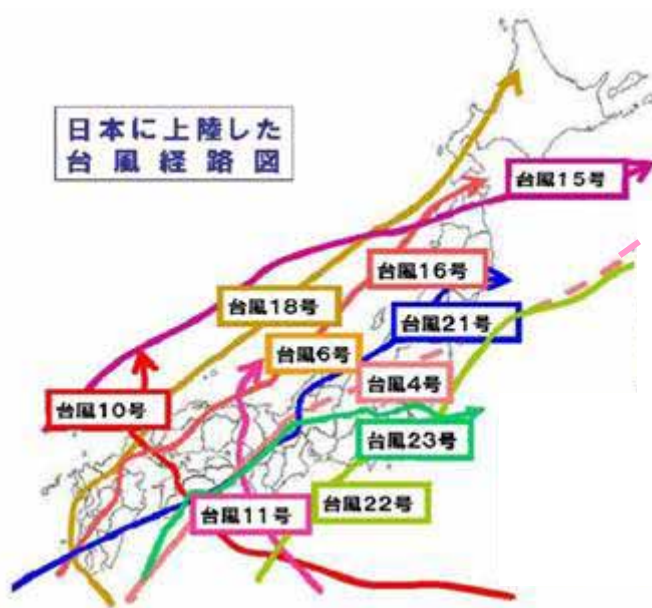 日本に上陸した
台風経路図
台風15号
台風16号
台風18号
台風21号
台風6号
台風4号
台風10号
台風23号
台風11号
台風22号